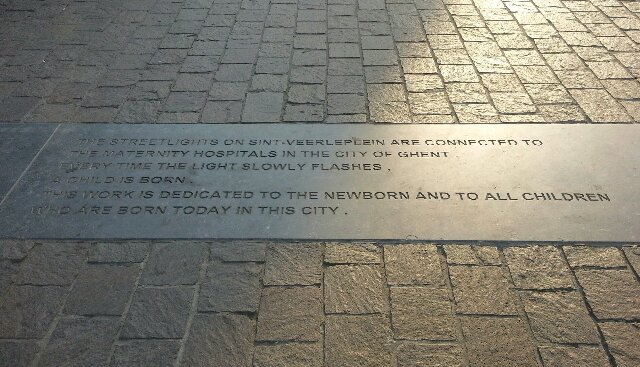 THE STREETLIGHTS ON SINT-VEERLEPLEIN ARE CONNECTED TO
THE MATERNITY HOSPITALS IN THE CITY OF GHENT.
EVERY TIME THE LIGHT SLOWLY FLASHES,
A CHILD IS BORN.
THIS WORK IS DEDICATED TO THE NEWBORN AND TO ALL CHILDREN
WHO ARE BORN TODAY IN THIS CITY.